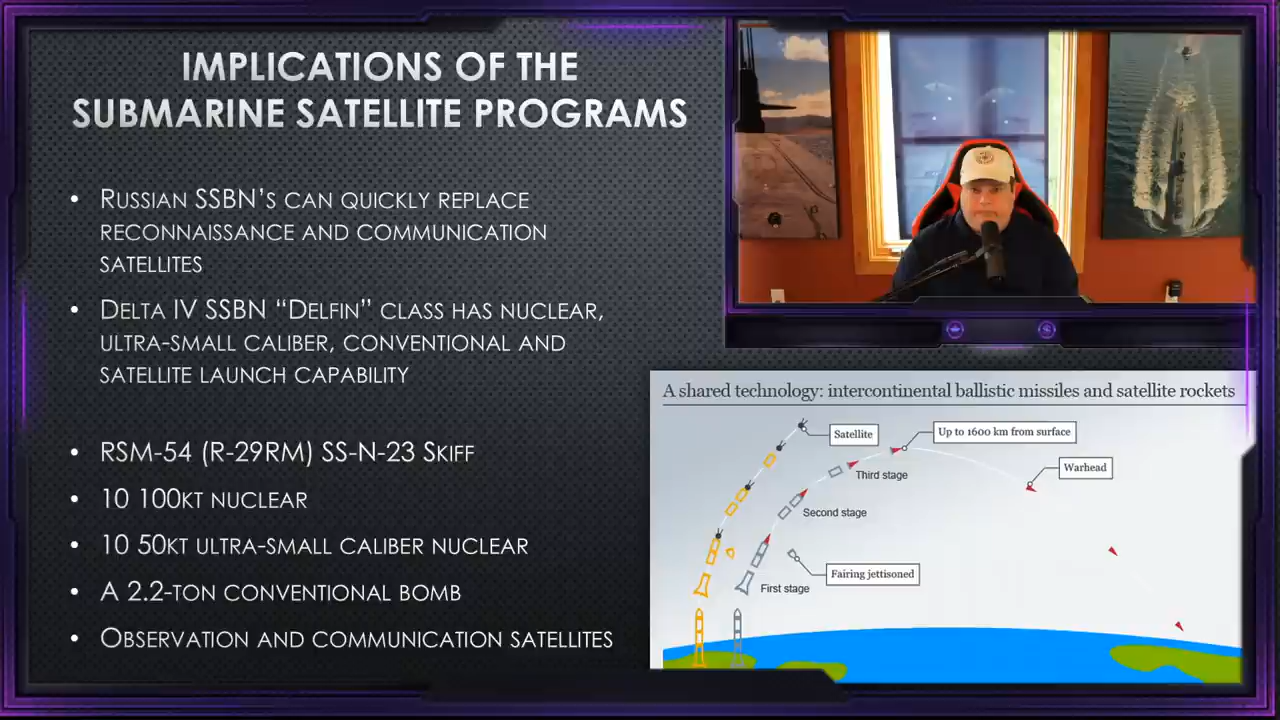 IMPLICATIONS OF THE
SUBMARINE SATELLITE PROGRAMS
• RUSSIAN SSBN'S CAN QUICKLY REPLACE
RECONNAISSANCE AND COMMUNICATION
SATELLITES
• DELTA IV SSBN “DELFIN” CLASS HAS NUCLEAR,
ULTRA-SMALL CALIBER, CONVENTIONAL AND
SATELLITE LAUNCH CAPABILITY
• RSM-54 (R-29RM) SS-N-23 SKIFF
• 10 100KT NUCLEAR
• 10 50KT ULTRA-SMALL CALIBER NUCLEAR
• A 2.2-TON CONVENTIONAL BOMB
• OBSERVATION AND COMMUNICATION SATELLITES
A shared technology: intercontinental ballistic missiles and satellite rockets
Satellite
Up to 1600 km from surface
Warhead
Third stage
Second stage
Fairing jettisoned
First stage